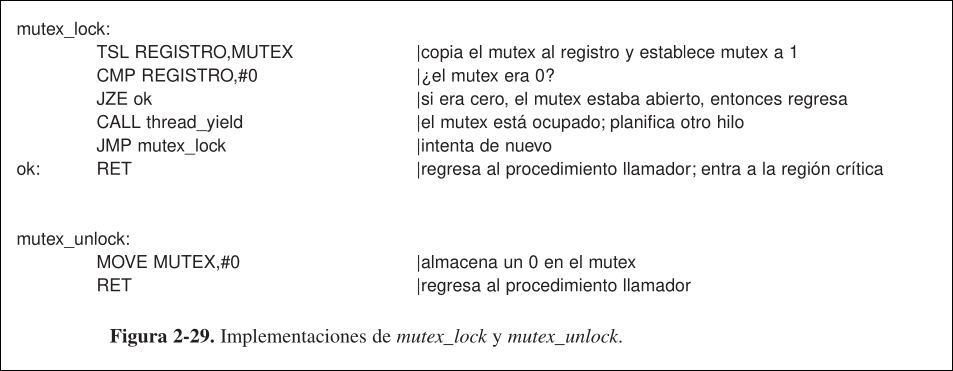 mutex_lock:
TSL REGISTRO,MUTEX |copia el mutex al registro y establece mutex a 1
CMP REGISTRO,#0 |¿el mutex era 0?
JZE ok |si era cero, el mutex estaba abierto, entonces regresa
CALL thread_yield |el mutex está ocupado; planifica otro hilo
JMP mutex_lock |intenta de nuevo
ok: RET |regresa al procedimiento llamador; entra a la región crítica
mutex_unlock:
MOVE MUTEX,#0 |almacena un 0 en el mutex
RET |regresa al procedimiento llamador
Figura 2-29. Implementaciones de mutex_lock y mutex_unlock.